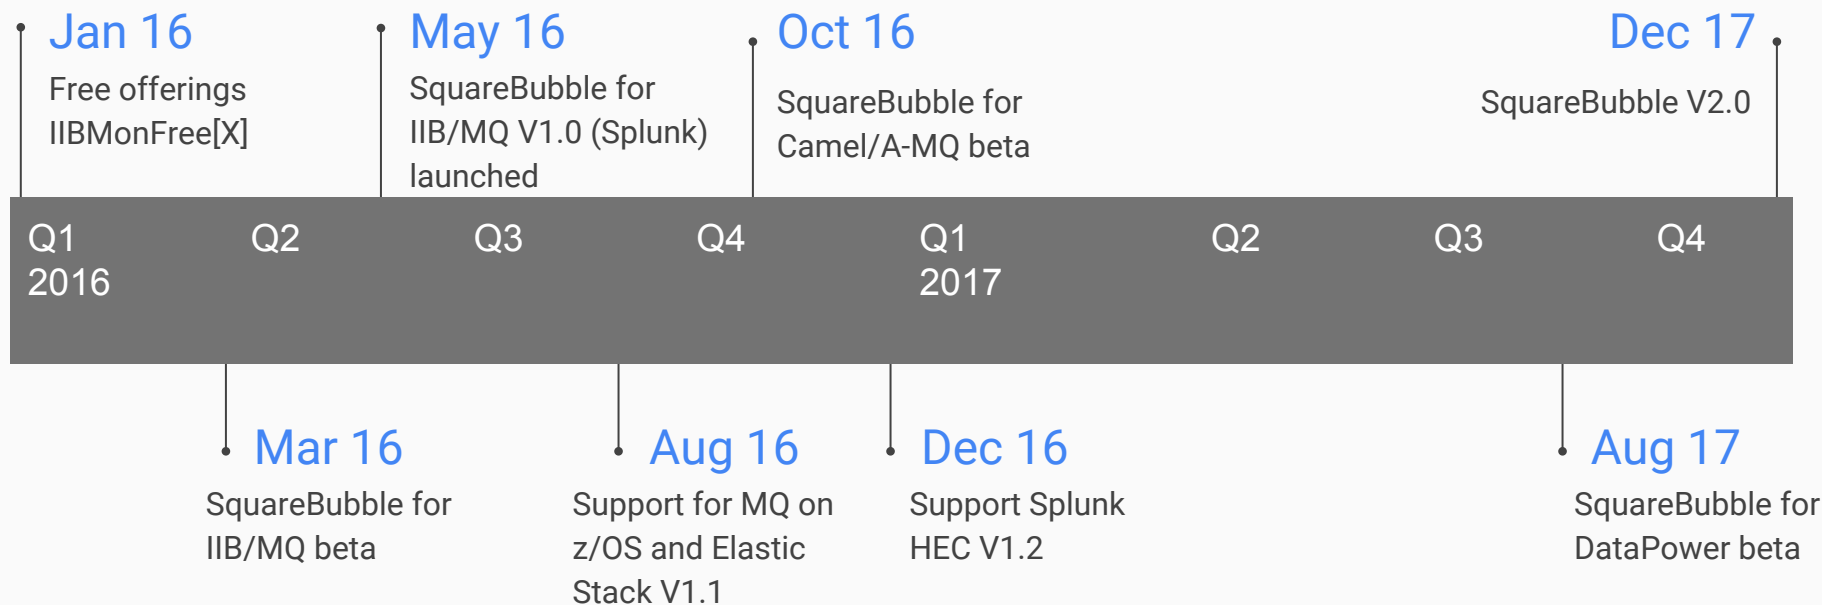 Jan 16
Free offerings
IIBMonFree[X]
May 16
SquareBubble for
IIB/MQ V1.0 (Splunk)
launched
Oct 16
SquareBubble for
Camel/A-MQ beta
Dec 17
SquareBubble V2.0
Q1
2016
Q2
Q3
Q4
Q1
2017
Q2
Q3
Q4
Mar 16
SquareBubble for
IIB/MQ beta
Aug 16
Support for MQ on
z/OS and Elastic
Stack V1.1
Dec 16
Support Splunk
HEC V1.2
Aug 17
SquareBubble for
DataPower beta